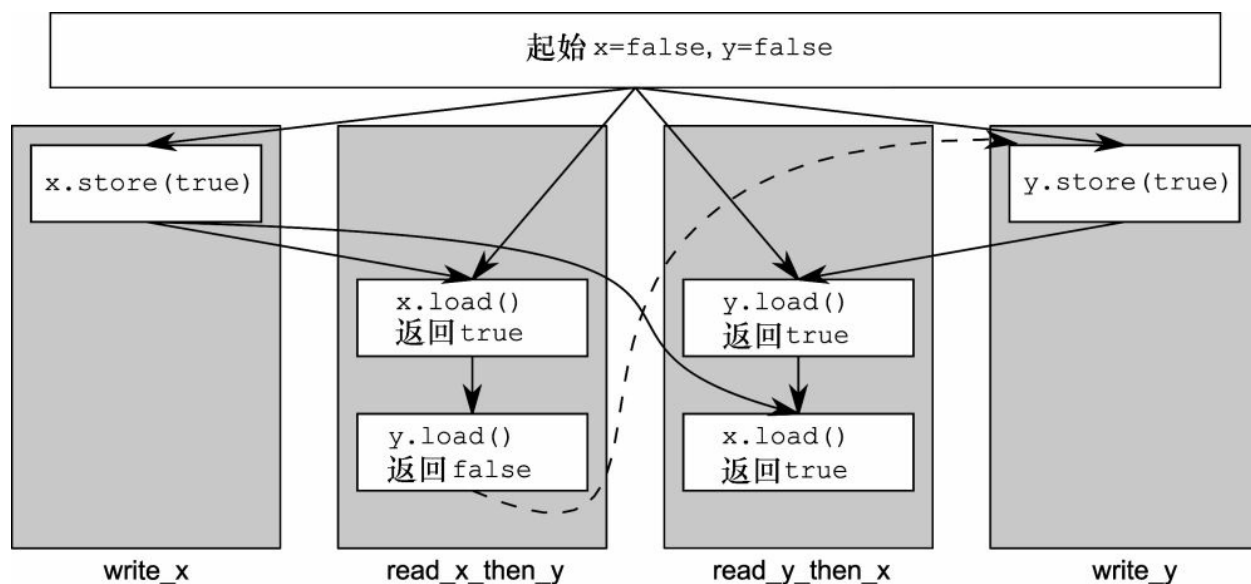 起始 x=false, y=false
x.store(true)
y.store(true)
x.load()
返回true
y.load()
返回true
y.load()
返回false
x.load()
返回true
write_x
read_x_then_y
read_y_then_x
write_y